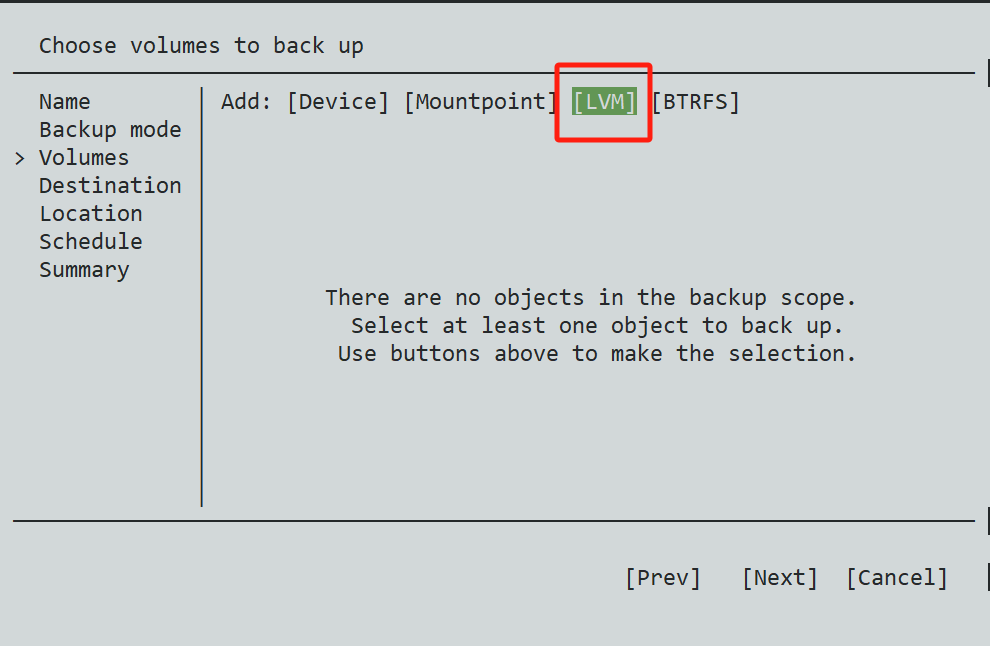 Choose volumes to back up
Name
Backup mode
> Volumes
Destination
Location
Schedule
Summary
Add: [Device] [Mountpoint] [LVM] [BTRFS]
There are no objects in the backup scope.
Select at least one object to back up.
Use buttons above to make the selection.
[Prev] [Next] [Cancel]